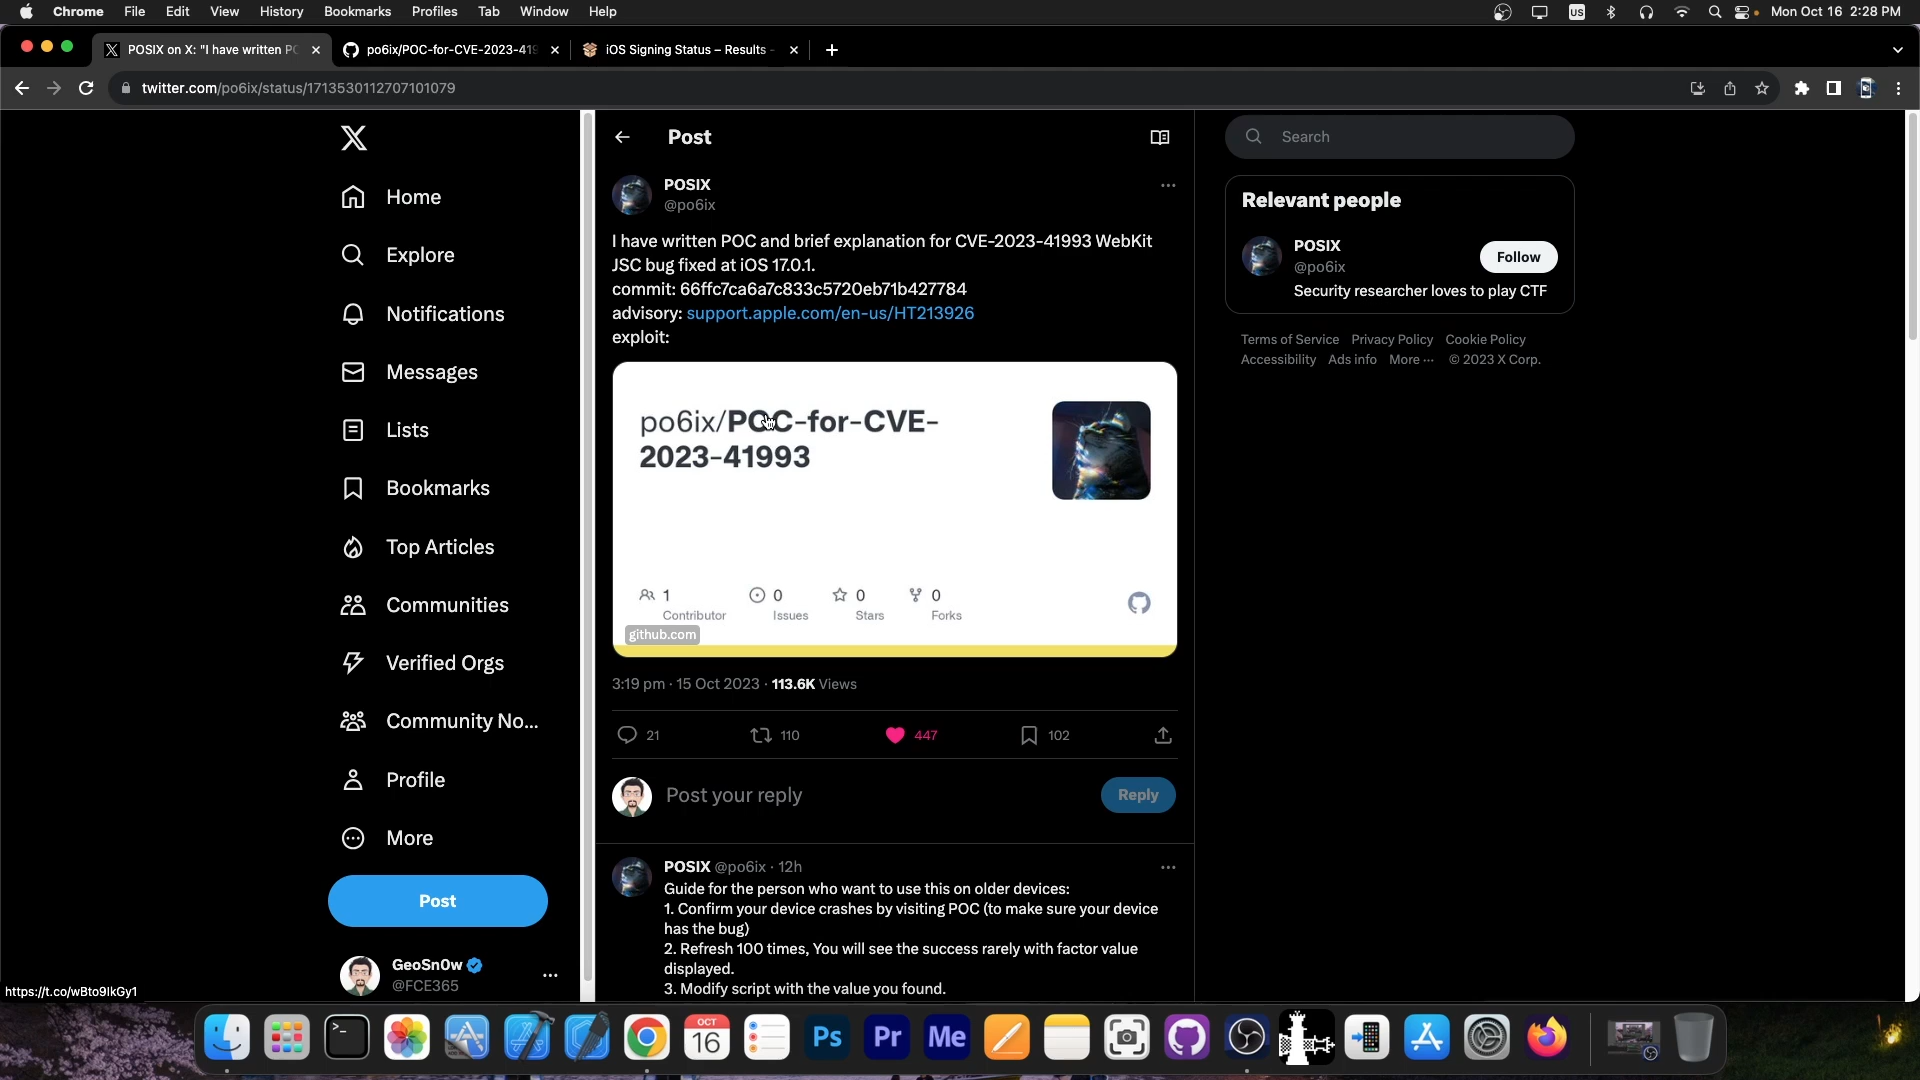 Chrome File Edit View History Bookmarks Profiles Tab Window Help
US
Mon Oct 16 2:28 PM
POSIX on X: "I have written PO
po6ix/POC-for-CVE-2023-419
iOS Signing Status – Results -
twitter.com/po6ix/status/1713530112707101079
Home
Explore
Notifications
Messages
Lists
Bookmarks
Top Articles
Communities
Verified Orgs
Community No...
Profile
More
Post
GeoSn0w
@FCE365
https://t.co/wBto9lkGy1
Post
POSIX
@po6ix
I have written POC and brief explanation for CVE-2023-41993 WebKit
JSC bug fixed at iOS 17.0.1.
commit: 66ffc7ca6a7c833c5720eb71b427784
advisory: support.apple.com/en-us/HT213926
exploit:
po6ix/POC-for-CVE-
2023-41993
1
Contributor
0
Issues
0
Stars
0
Forks
github.com
3:19 pm · 15 Oct 2023 · 113.6K Views
21
110
447
102
Post your reply
Reply
POSIX @po6ix · 12h
Guide for the person who want to use this on older devices:
1. Confirm your device crashes by visiting POC (to make sure your device
has the bug)
2. Refresh 100 times, You will see the success rarely with factor value
displayed.
3. Modify script with the value you found.
Search
Relevant people
POSIX
@po6ix
Follow
Security researcher loves to play CTF
Terms of Service Privacy Policy Cookie Policy
Accessibility Ads info More ··· © 2023 X Corp.
OCT
16
Ps
Pr
Me